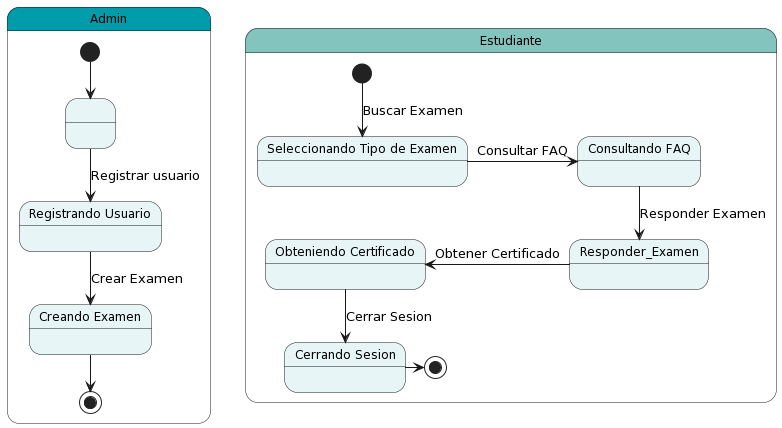 Admin
Registrar usuario
Registrando Usuario
Crear Examen
Creando Examen
Estudiante
Buscar Examen
Seleccionando Tipo de Examen
Consultar FAQ
Consultando FAQ
Responder Examen
Responder_Examen
Obtener Certificado
Obteniendo Certificado
Cerrar Sesion
Cerrando Sesion